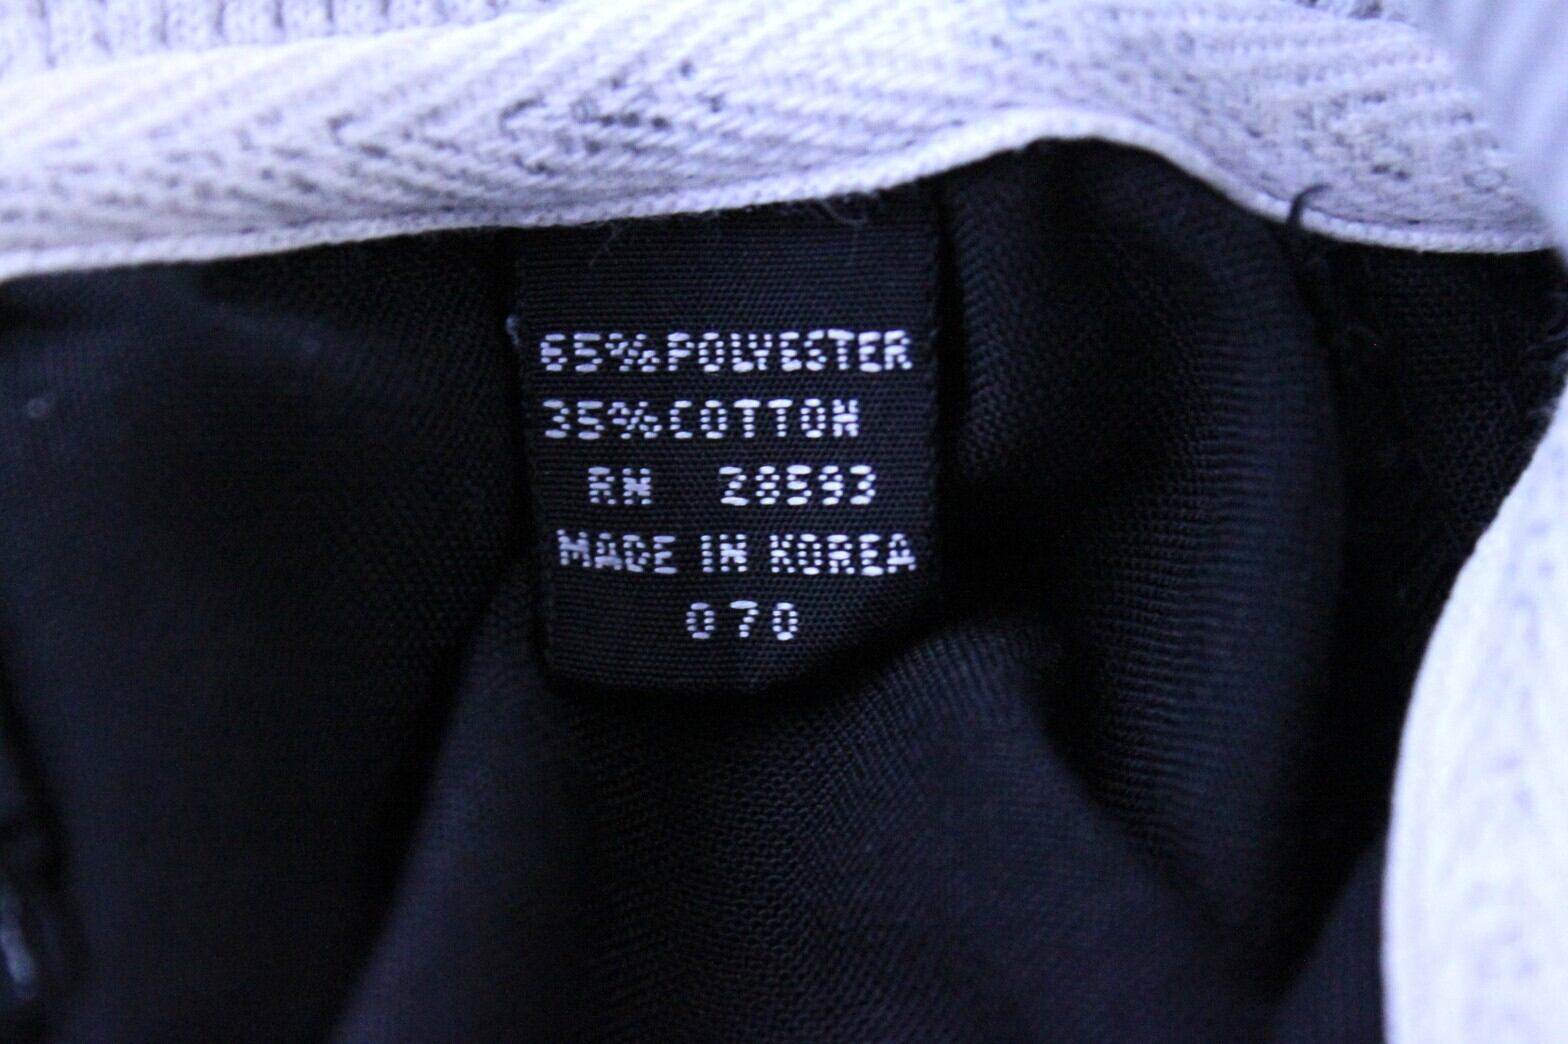 65% POLYESTER
35% COTTON
RN 28593
MADE IN KOREA
070